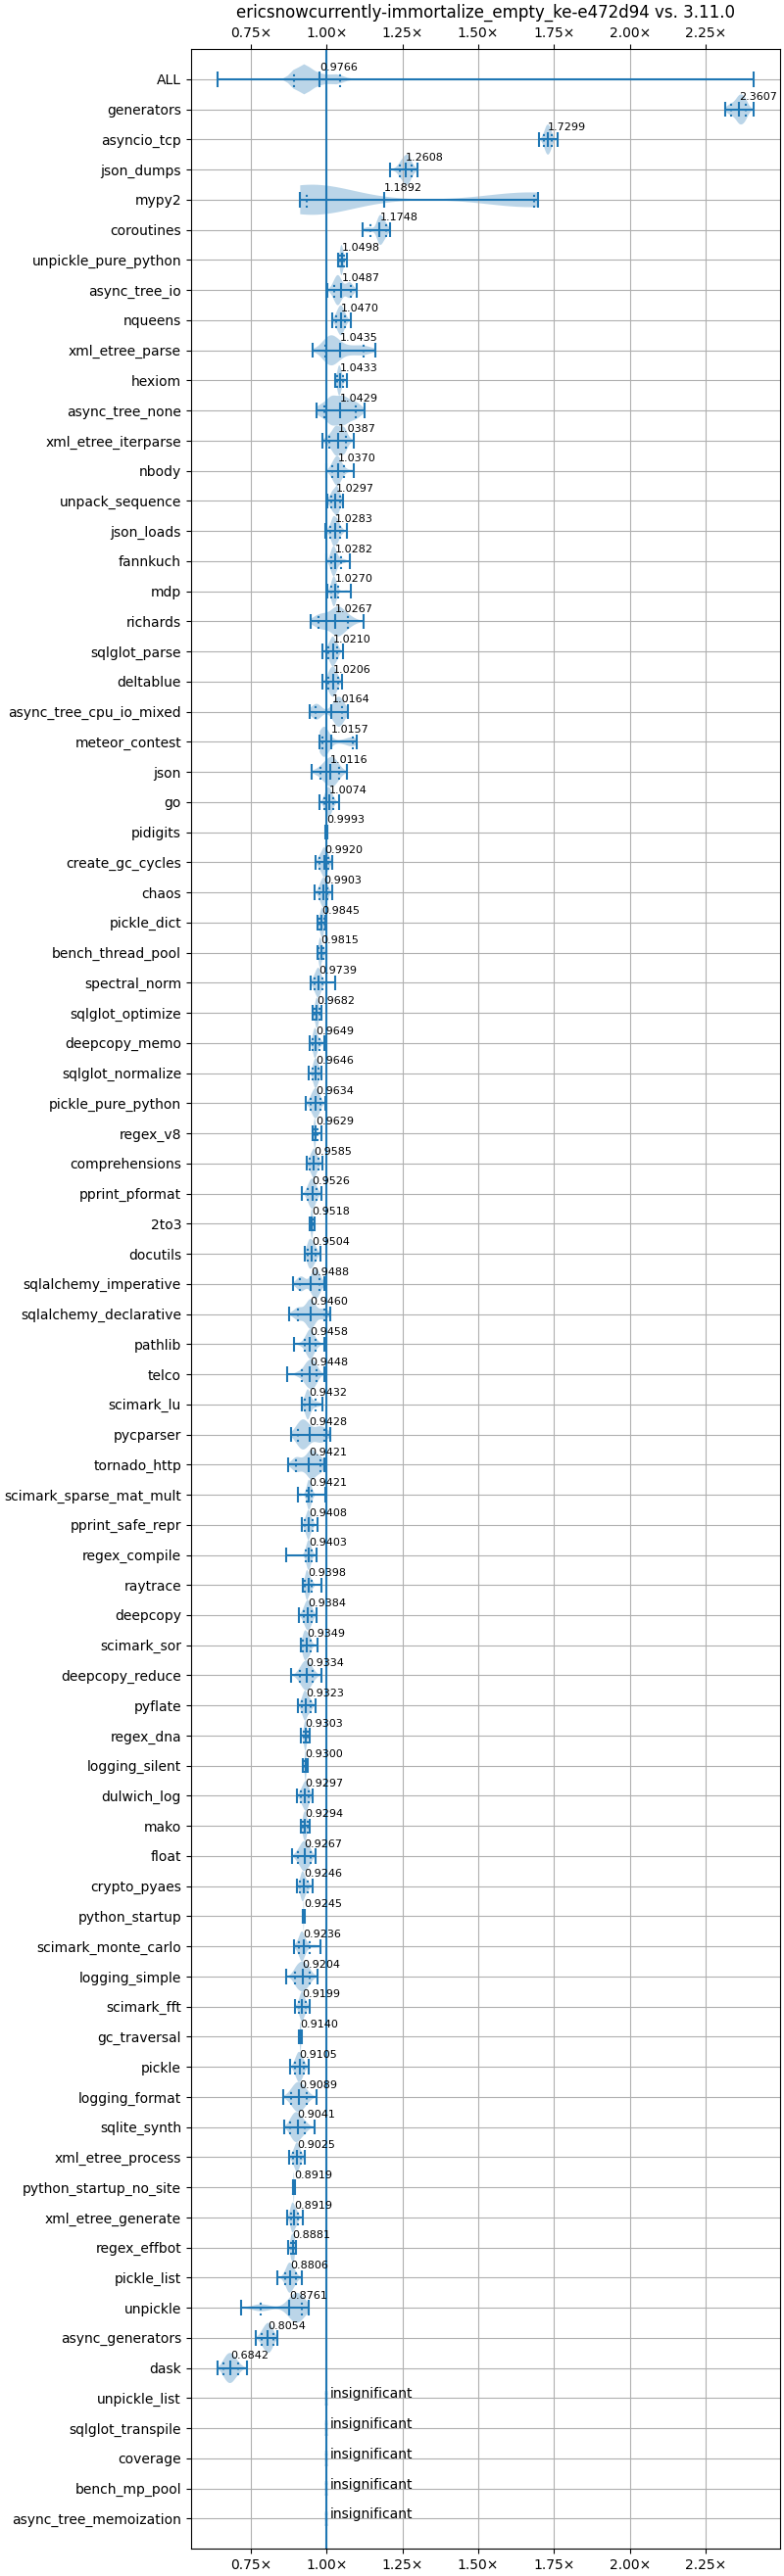 ericsnowcurrently-immortalize_empty_ke-e472d94 vs. 3.11.0
0.75× 1.00× 1.25× 1.50× 1.75× 2.00× 2.25×
ALL 0.9766
generators 2.3607
asyncio_tcp 1.7299
json_dumps 1.2608
mypy2 1.1892
coroutines 1.1748
unpickle_pure_python 1.0498
async_tree_io 1.0487
nqueens 1.0470
xml_etree_parse 1.0435
hexiom 1.0433
async_tree_none 1.0429
xml_etree_iterparse 1.0387
nbody 1.0370
unpack_sequence 1.0297
json_loads 1.0283
fannkuch 1.0282
mdp 1.0270
richards 1.0267
sqlglot_parse 1.0210
deltablue 1.0206
async_tree_cpu_io_mixed 1.0164
meteor_contest 1.0157
json 1.0116
go 1.0074
pidigits 0.9993
create_gc_cycles 0.9920
chaos 0.9903
pickle_dict 0.9845
bench_thread_pool 0.9815
spectral_norm 0.9739
sqlglot_optimize 0.9682
deepcopy_memo 0.9649
sqlglot_normalize 0.9646
pickle_pure_python 0.9634
regex_v8 0.9629
comprehensions 0.9585
pprint_pformat 0.9526
2to3 0.9518
docutils 0.9504
sqlalchemy_imperative 0.9488
sqlalchemy_declarative 0.9460
pathlib 0.9458
telco 0.9448
scimark_lu 0.9432
pycparser 0.9428
tornado_http 0.9421
scimark_sparse_mat_mult 0.9421
pprint_safe_repr 0.9408
regex_compile 0.9403
raytrace 0.9398
deepcopy 0.9384
scimark_sor 0.9349
deepcopy_reduce 0.9334
pyflate 0.9323
regex_dna 0.9303
logging_silent 0.9300
dulwich_log 0.9297
mako 0.9294
float 0.9267
crypto_pyaes 0.9246
python_startup 0.9245
scimark_monte_carlo 0.9236
logging_simple 0.9204
scimark_fft 0.9199
gc_traversal 0.9140
pickle 0.9105
logging_format 0.9089
sqlite_synth 0.9041
xml_etree_process 0.9025
python_startup_no_site 0.8919
xml_etree_generate 0.8919
regex_effbot 0.8881
pickle_list 0.8806
unpickle 0.8761
async_generators 0.8054
dask 0.6842
unpickle_list insignificant
sqlglot_transpile insignificant
coverage insignificant
bench_mp_pool insignificant
async_tree_memoization insignificant
0.75× 1.00× 1.25× 1.50× 1.75× 2.00× 2.25×